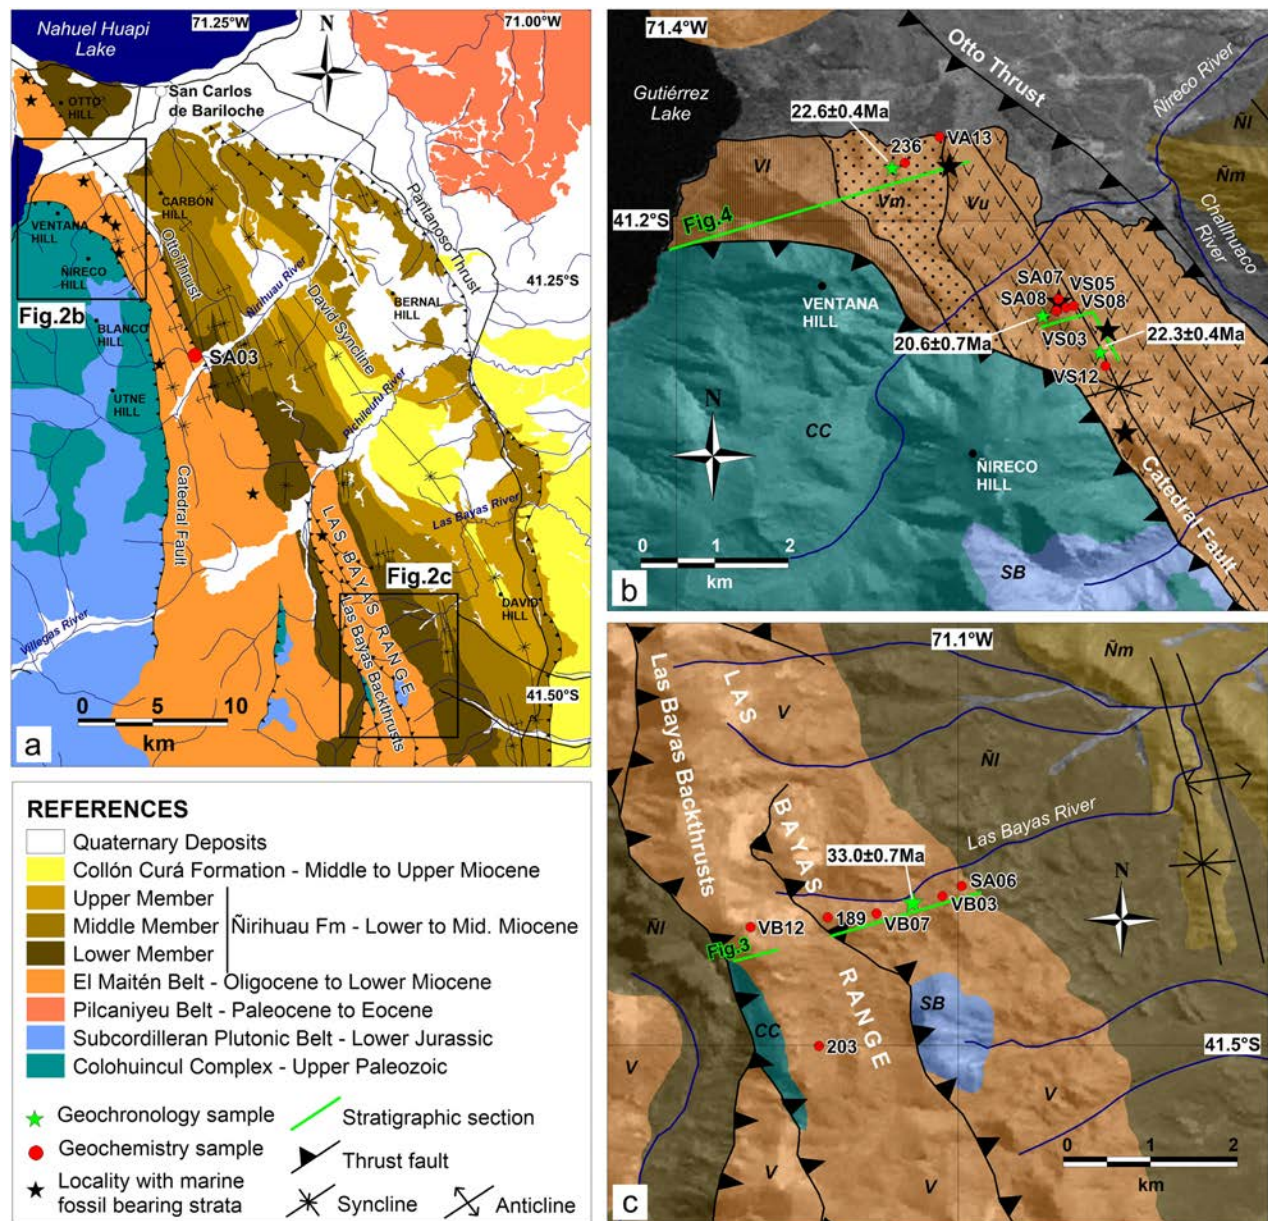 71.25°W
71.00°W
Nahuel Huapi
Lake
N
San Carlos
de Bariloche
OTTO
HILL
CARBÓN
HILL
VENTANA
HILL
ÑIRECO
HILL
Otto Thrust
Pantanoso Thrust
Ñirihuau River
David Syncline
BERNAL
HILL
41.25°S
Fig.2b
BLANCO
HILL
SA03
UTNE
HILL
Pichileufu River
Catedral Fault
Las Bayas River
LAS BAYAS RANGE
Las Bayas Backthrusts
Fig.2c
DAVID
HILL
Villegas River
41.50°S
0 5 10
km
a
REFERENCES
Quaternary Deposits
Collón Curá Formation - Middle to Upper Miocene
Upper Member
Middle Member
Ñirihuau Fm - Lower to Mid. Miocene
Lower Member
El Maitén Belt - Oligocene to Lower Miocene
Pilcaniyeu Belt - Paleocene to Eocene
Subcordilleran Plutonic Belt - Lower Jurassic
Colohuincul Complex - Upper Paleozoic
Geochronology sample
Stratigraphic section
Geochemistry sample
Thrust fault
Locality with marine
fossil bearing strata
Syncline
Anticline
71.4°W
Otto Thrust
Ñireco River
Gutiérrez
Lake
22.6±0.4Ma
236
VA13
Ñl
Vl
Vm
Vu
Ñm
Challhuaco
River
41.2°S
Fig.4
SA07
VS05
SA08
VS08
VENTANA
HILL
VS03
22.3±0.4Ma
20.6±0.7Ma
VS12
N
CC
ÑIRECO
HILL
Catedral Fault
SB
0 1 2
km
b
71.1°W
Las Bayas Backthrusts
LAS
BAYAS
RANGE
V
Ñm
Ñl
Las Bayas River
N
33.0±0.7Ma
SA06
189
VB03
VB07
VB12
Ñl
Fig.3
CC
SB
203
41.5°S
V
V
V
V
0 1 2
km
c